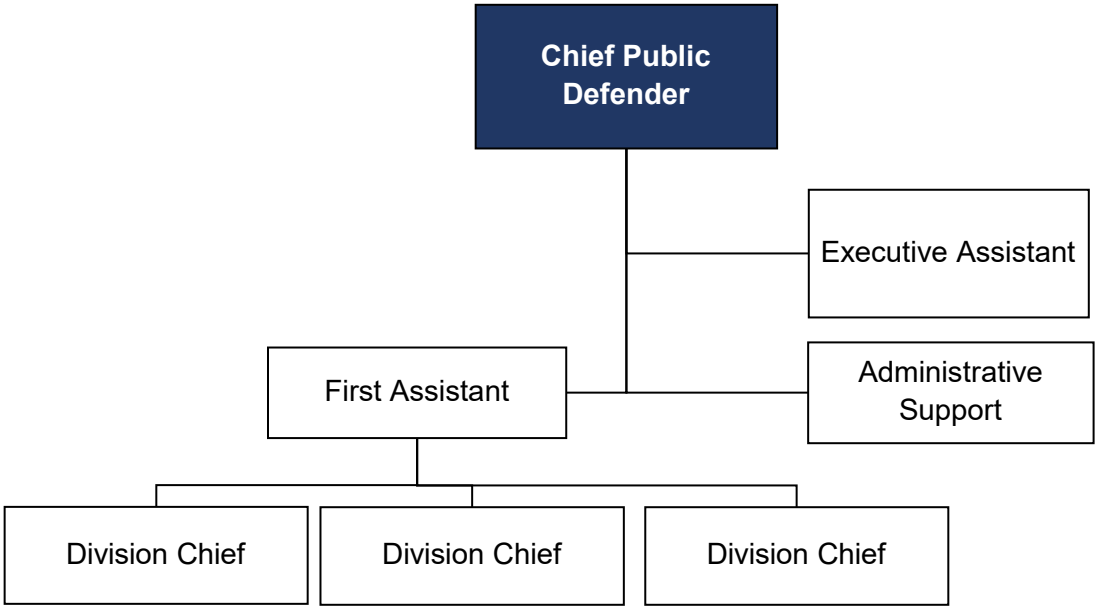 Chief Public
Defender
Executive Assistant
First Assistant
Administrative
Support
Division Chief
Division Chief
Division Chief